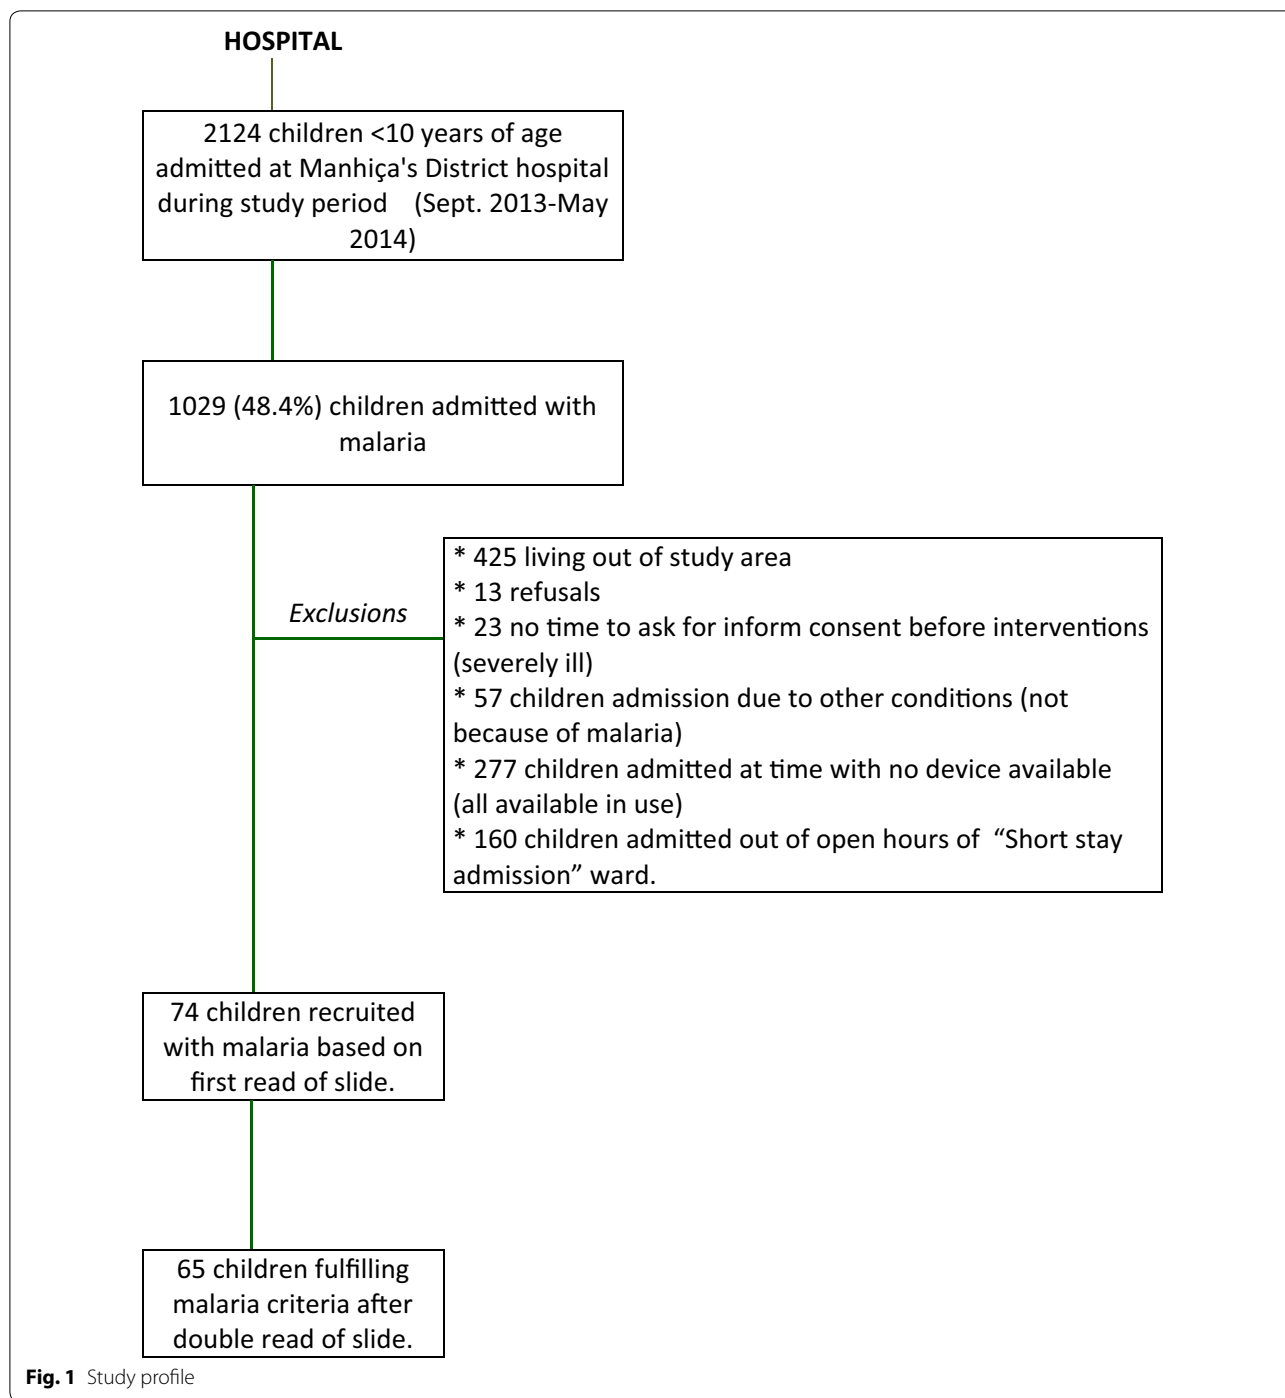 HOSPITAL
2124 children <10 years of age
admitted at Manhiça's District hospital
during study period (Sept. 2013-May
2014)
1029 (48.4%) children admitted with
malaria
Exclusions
* 425 living out of study area
* 13 refusals
* 23 no time to ask for inform consent before interventions
(severely ill)
* 57 children admission due to other conditions (not
because of malaria)
* 277 children admitted at time with no device available
(all available in use)
* 160 children admitted out of open hours of “Short stay
admission” ward.
74 children recruited
with malaria based on
first read of slide.
65 children fulfilling
malaria criteria after
double read of slide.
Fig. 1 Study profile